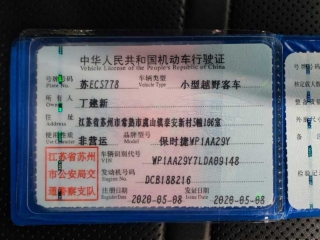 中华人民共和国机动车行驶证
Vehicle License of the People's Republic of China
号牌号码 苏EC5778 车辆类型 小型越野客车
Plate No. Vehicle Type
所有人 丁建新
Owner
住址 江苏省苏州市常熟市虞山镇泰安新村5幢106室
Address
使用性质 非营运 品牌型号 保时捷WP1AA29Y
Use Character Model
江苏省苏州
市公安局交
通警察支队
车辆识别代号 WP1AA29Y7LDA09148
VIN
发动机号码 DCB188216
Engine No.
注册日期 2020-05-08 发证日期 2020-05-08
Register Date Issue Date